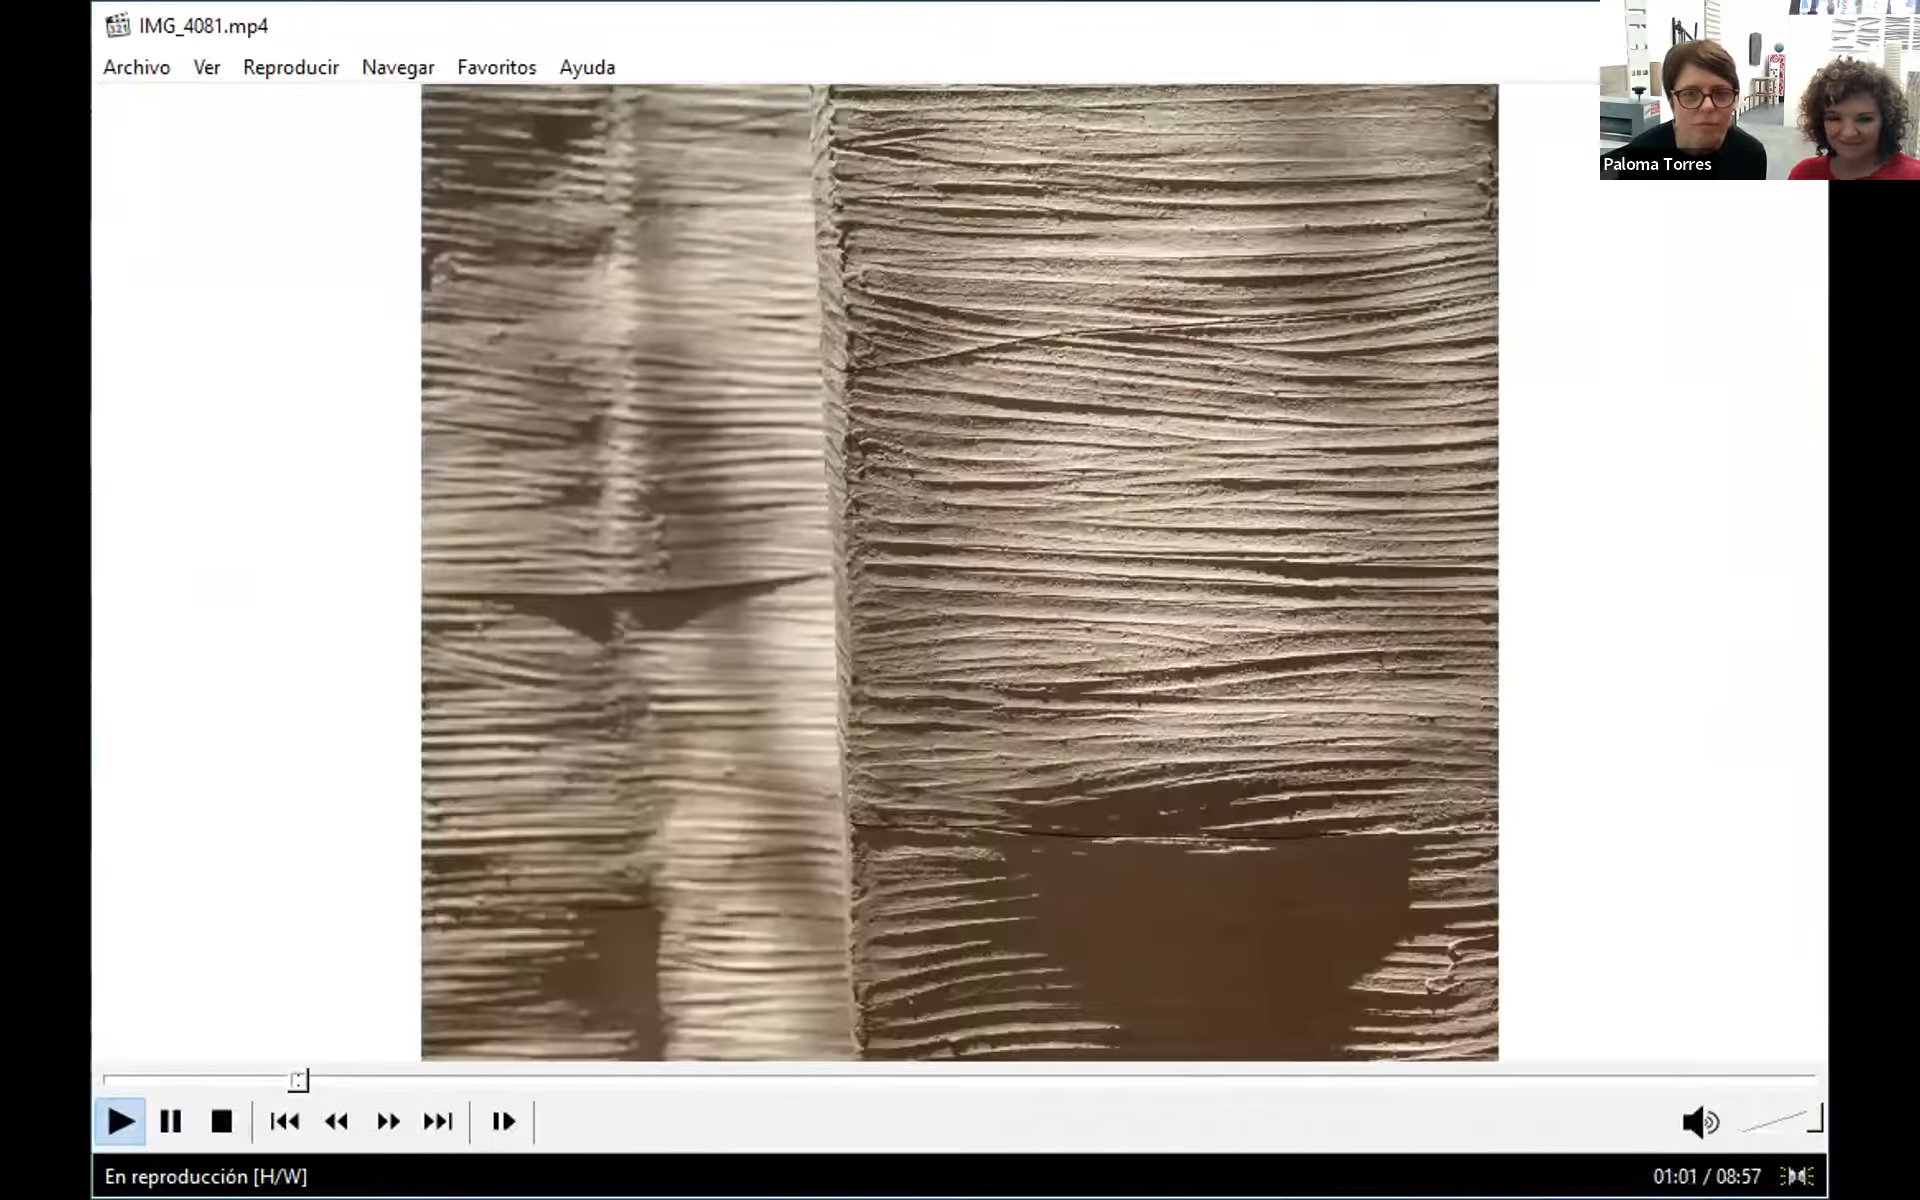 IMG_4081.mp4
Archivo Ver Reproducir Navegar Favoritos Ayuda
Paloma Torres
En reproducción [H/W]
01:01 / 08:57